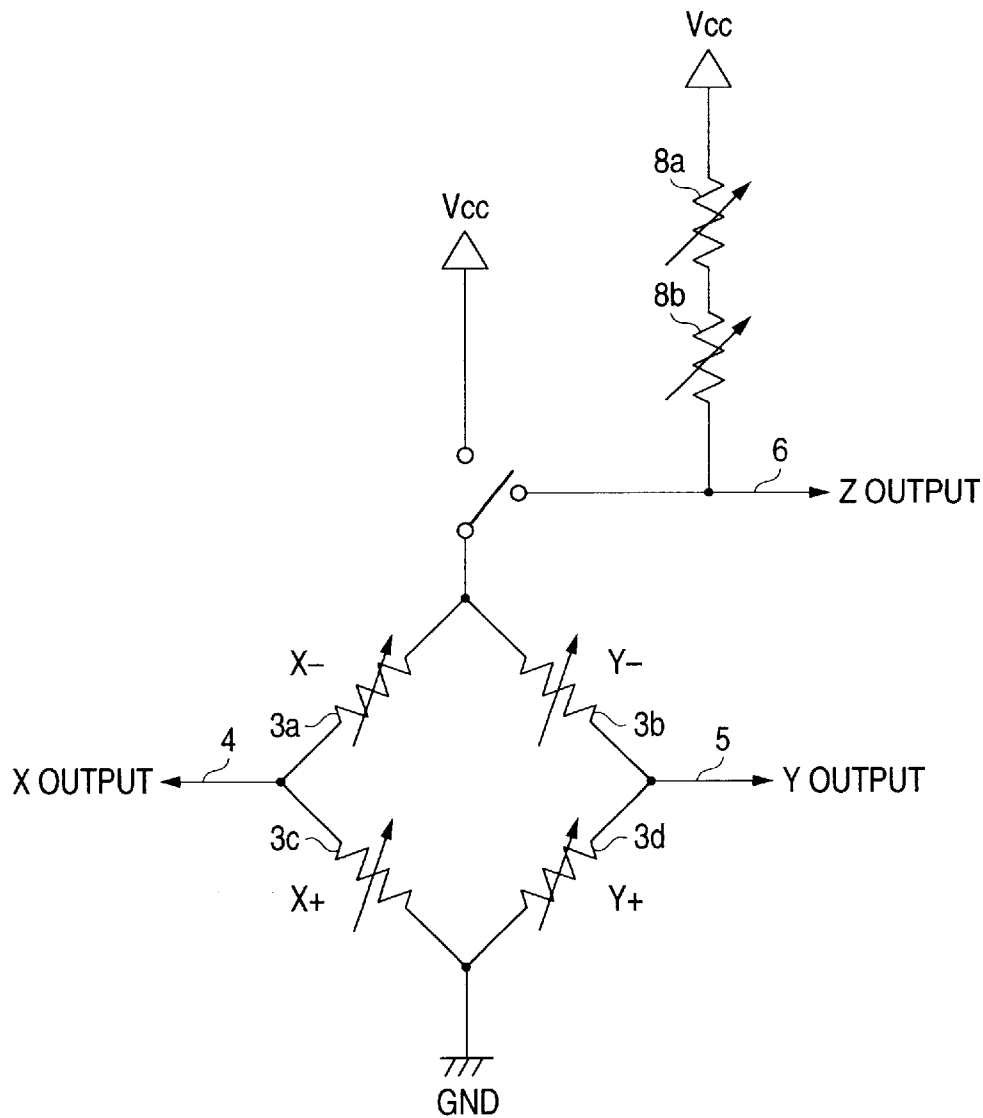 Vcc
8a
Vcc
8b
6
Z OUTPUT
X−
Y−
3a
3b
4
5
X OUTPUT
Y OUTPUT
3c
3d
X+
Y+
GND